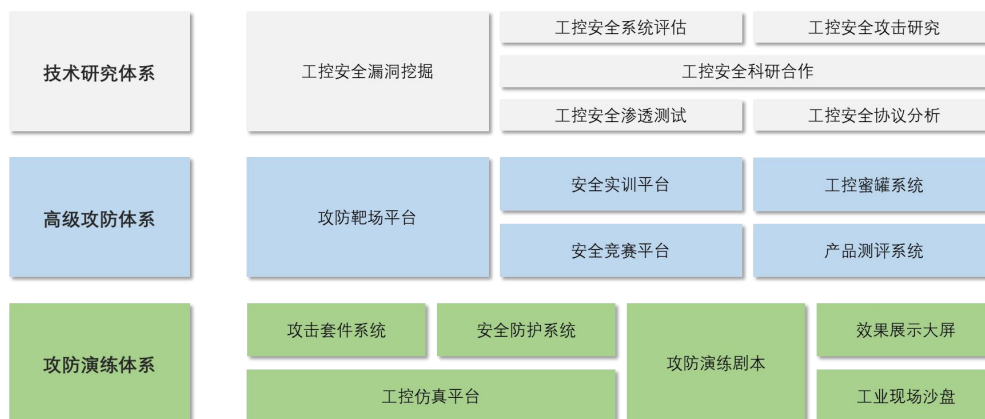 技术研究体系
工控安全漏洞挖掘
工控安全系统评估
工控安全攻击研究
工控安全科研合作
工控安全渗透测试
工控安全协议分析
高级攻防体系
攻防靶场平台
安全实训平台
工控蜜罐系统
安全竞赛平台
产品测评系统
攻防演练体系
攻击套件系统
安全防护系统
工控仿真平台
攻防演练剧本
效果展示大屏
工业现场沙盘